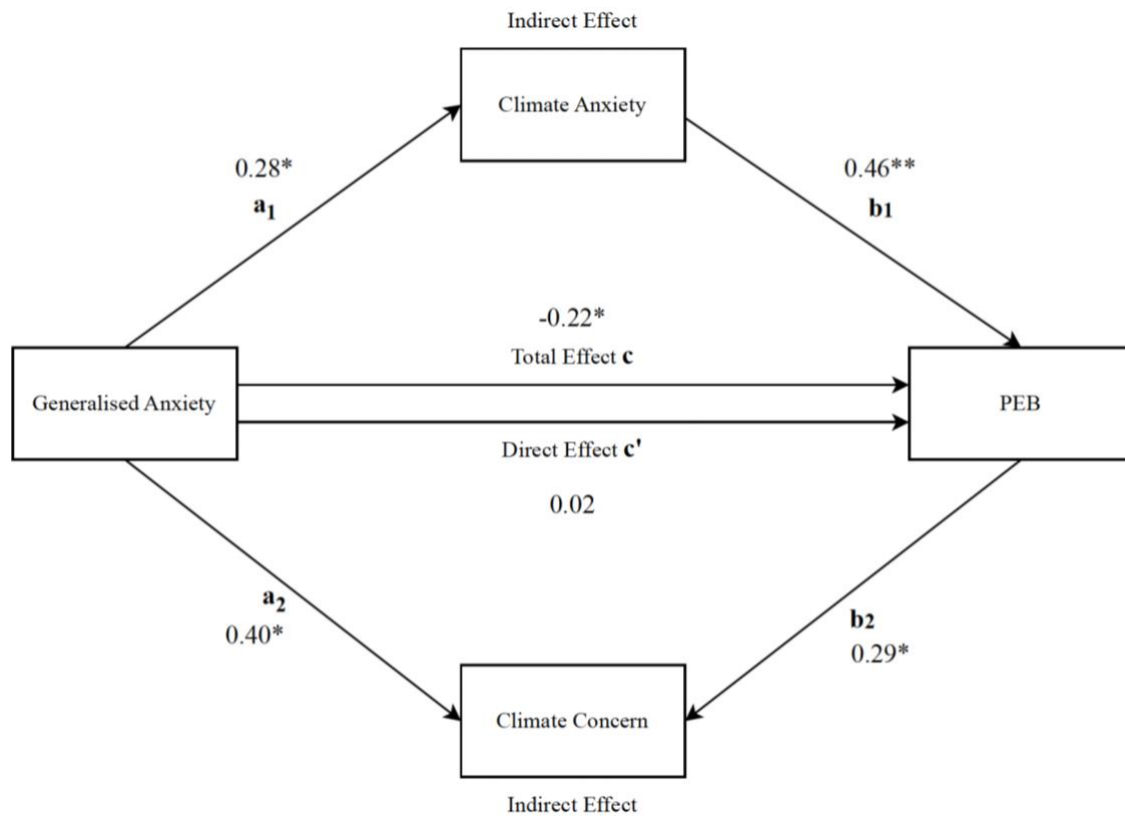 Indirect Effect
Climate Anxiety
0.28*
a1
0.46**
b1
-0.22*
Total Effect c
Generalised Anxiety
PEB
Direct Effect c'
0.02
a2
0.40*
b2
0.29*
Climate Concern
Indirect Effect